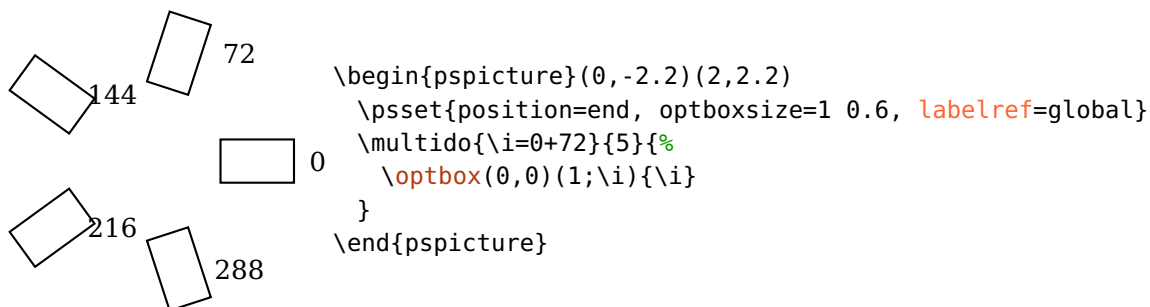 72
144
0
216
288
\begin{pspicture}(0,-2.2)(2,2.2)
  \psset{position=end, optboxsize=1 0.6, labelref=global}
  \multido{\i=0+72}{5}{%
    \optbox(0,0)(1;\i){\i}
  }
\end{pspicture}